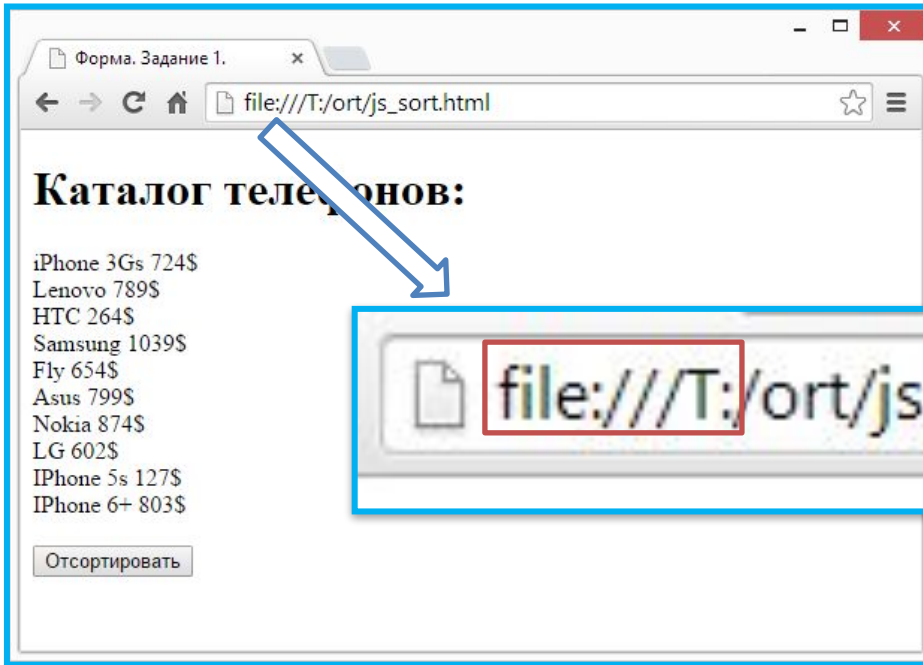 Форма. Задание 1.
file:///T:/ort/js_sort.html
Каталог телефонов:
iPhone 3Gs 724$
Lenovo 789$
HTC 264$
Samsung 1039$
Fly 654$
Asus 799$
Nokia 874$
LG 602$
IPhone 5s 127$
IPhone 6+ 803$
Отсортировать
file:///T:/ort/js